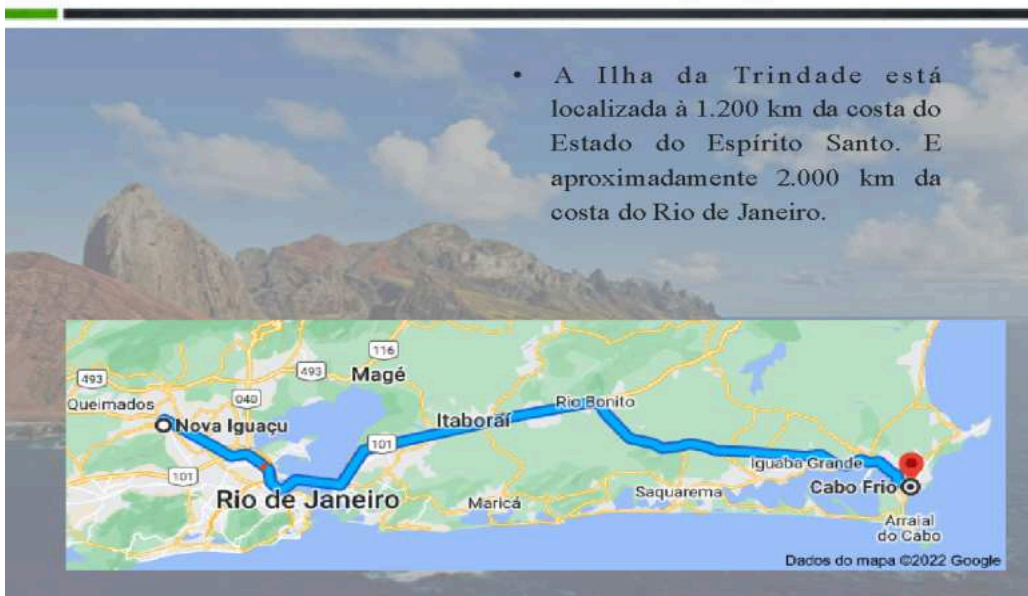 • A Ilha da Trindade está
localizada à 1.200 km da costa do
Estado do Espírito Santo. E
aproximadamente 2.000 km da
costa do Rio de Janeiro.
116
493
Magé
493
Queimados
040
Rio Bonito
Nova Iguaçu
Itaboraí
101
101
Iguaba Grande
Rio de Janeiro
Maricá
Saquarema
Cabo Frio
Arraial
do Cabo
Dados do mapa ©2022 Google